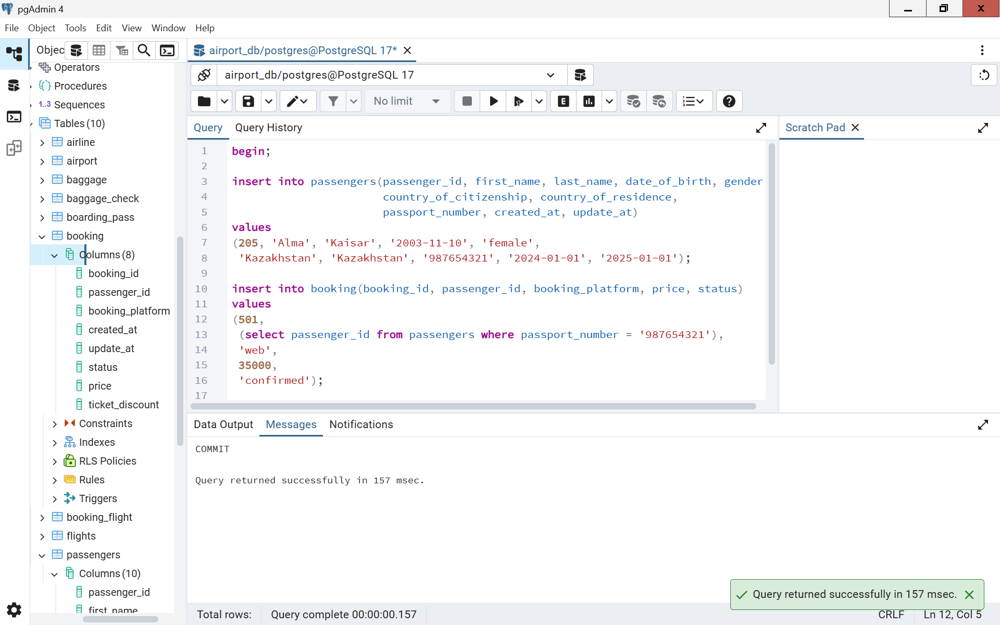 pgAdmin 4
File Object Tools Edit View Window Help
Objec
airport_db/postgres@PostgreSQL 17*
airport_db/postgres@PostgreSQL 17
No limit
Operators
Procedures
1..3 Sequences
Tables (10)
airline
airport
baggage
baggage_check
boarding_pass
booking
Columns (8)
booking_id
passenger_id
booking_platform
created_at
update_at
status
price
ticket_discount
Constraints
Indexes
RLS Policies
Rules
Triggers
booking_flight
flights
passengers
Columns (10)
passenger_id
first_name
Query Query History
Scratch Pad
1 begin;
2
3 insert into passengers(passenger_id, first_name, last_name, date_of_birth, gender
4 country_of_citizenship, country_of_residence,
5 passport_number, created_at, update_at)
6 values
7 (205, 'Alma', 'Kaisar', '2003-11-10', 'female',
8 'Kazakhstan', 'Kazakhstan', '987654321', '2024-01-01', '2025-01-01');
9
10 insert into booking(booking_id, passenger_id, booking_platform, price, status)
11 values
12 (501,
13 (select passenger_id from passengers where passport_number = '987654321'),
14 'web',
15 35000,
16 'confirmed');
17
Data Output Messages Notifications
COMMIT
Query returned successfully in 157 msec.
Query returned successfully in 157 msec.
Total rows: Query complete 00:00:00.157 CRLF Ln 12, Col 5